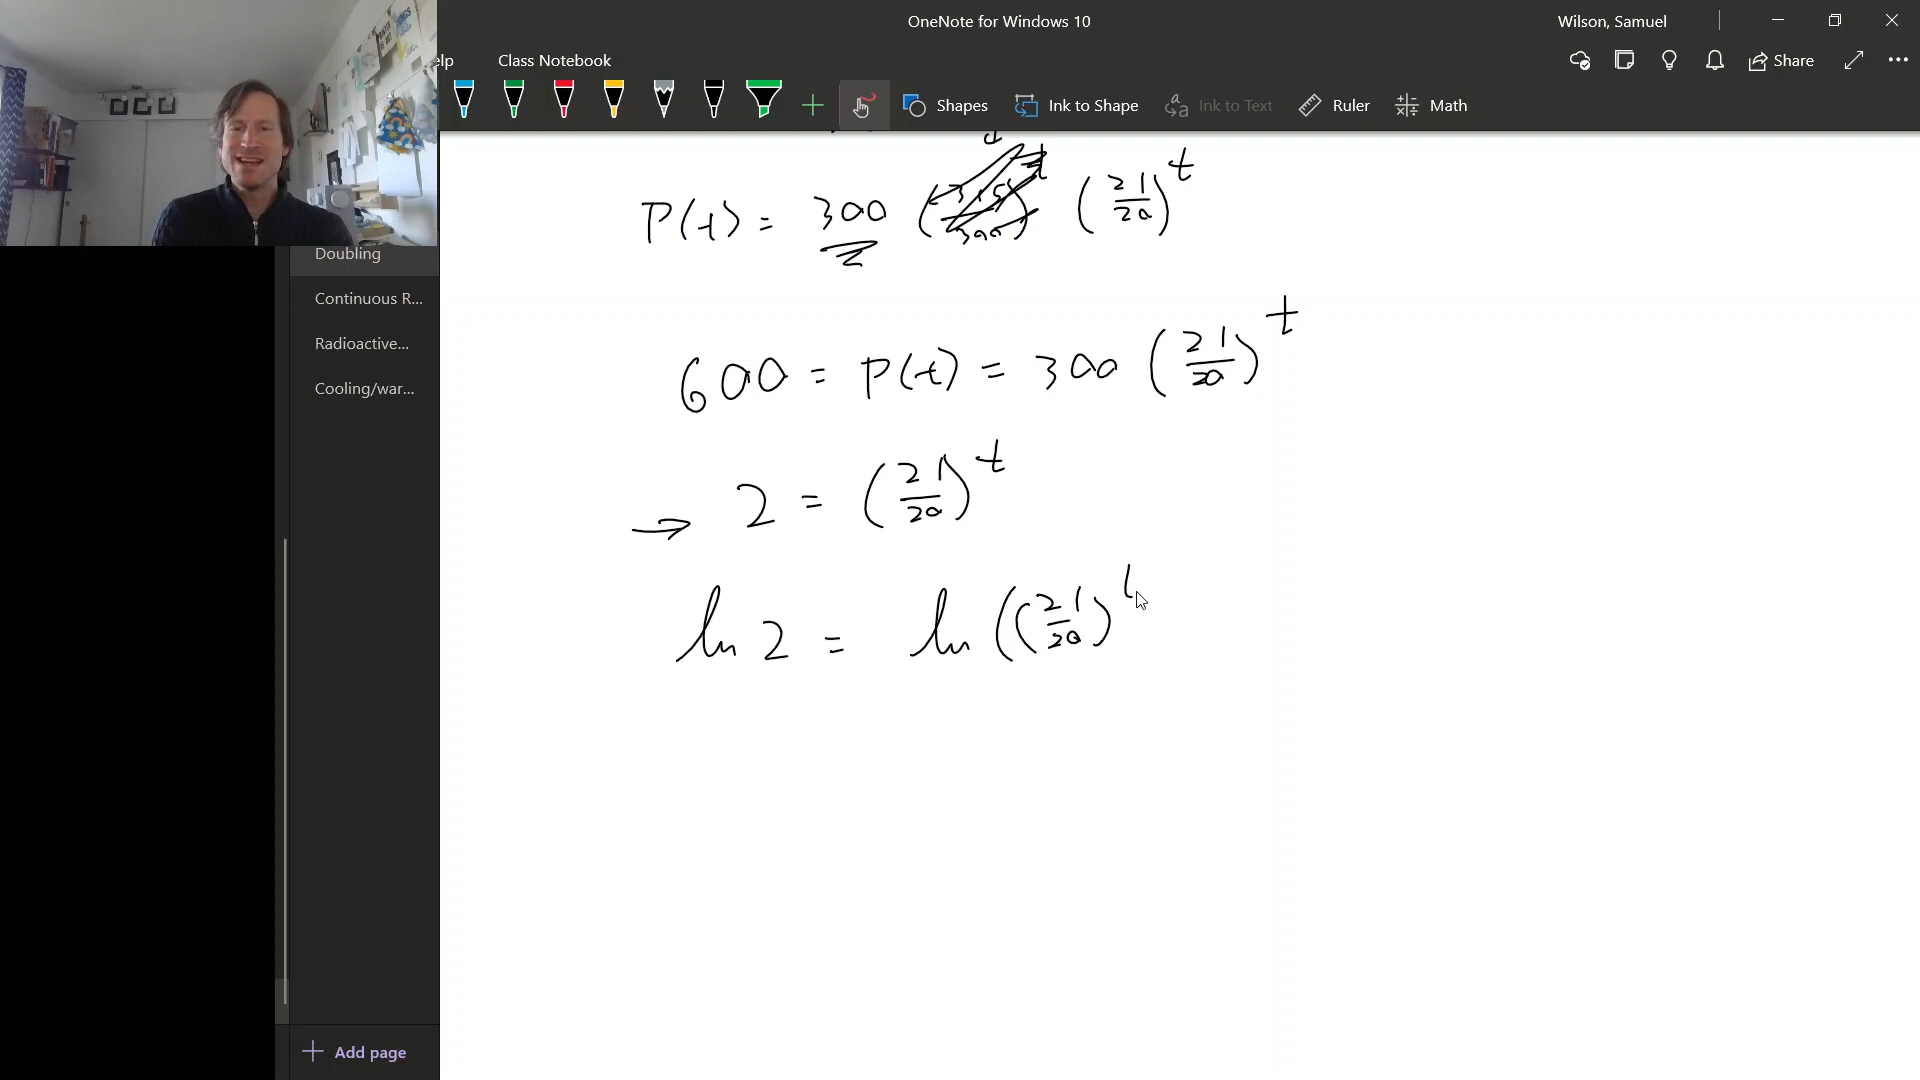 OneNote for Windows 10
Wilson, Samuel
elp
Class Notebook
Share
Shapes
Ink to Shape
Ink to Text
Ruler
Math
Doubling
Continuous R...
Radioactive...
Cooling/war...
Add page
P(t) = 300 (21/20)^t
600 = P(t) = 300 (21/20)^t
→ 2 = (21/20)^t
ln 2 = ln ((21/20)